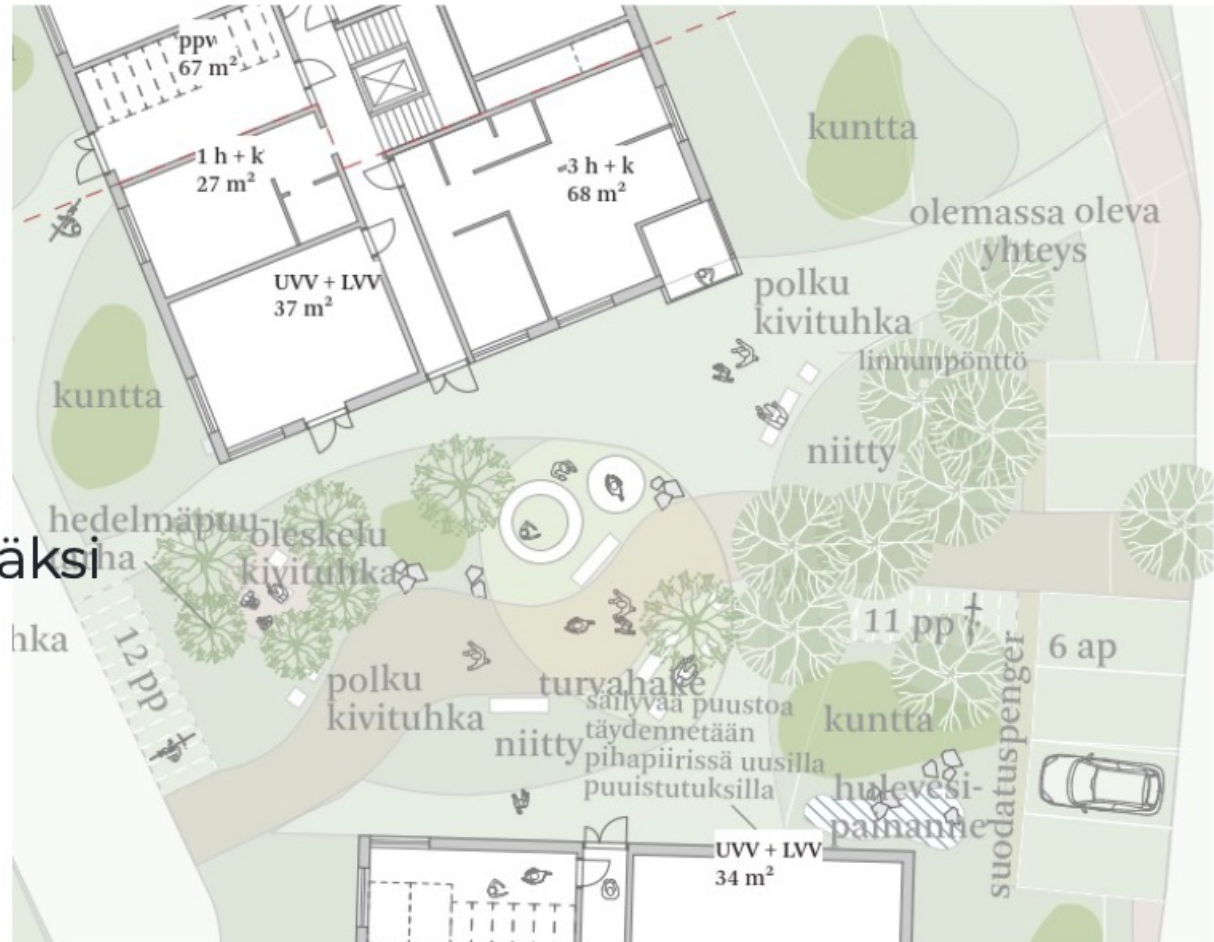 ppv
67 m²
1 h + k
27 m²
3 h + k
68 m²
UVV + LVV
37 m²
kuntta
olemassa oleva
yhteys
polku
kivituhka
linnunpönttö
kuntta
niitty
hedelmäpuu-
oleskelu
kivituhka
äksi
hka
12 pp
11 pp
6 ap
polku
kivituhka
turvahake
säilyvää puustoa
täydennetään
pihapiirissä uusilla
puuistutuksilla
niitty
kuntta
hulevesi-
painanne
suodatuspenger
UVV + LVV
34 m²